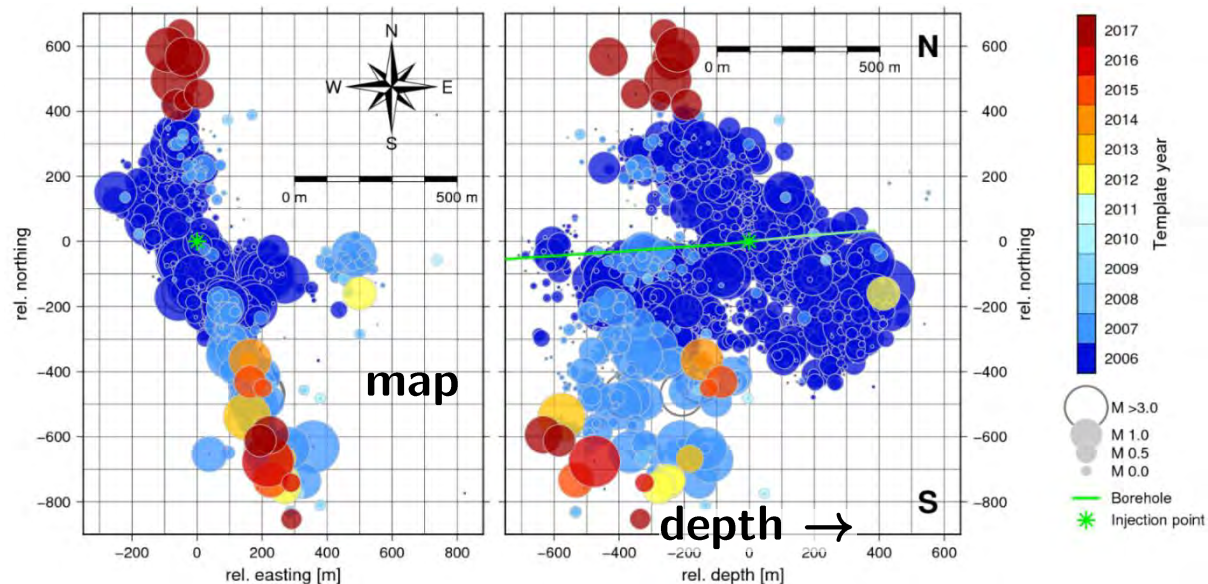 600
400
200
0
−200
−400
−600
−800
rel. northing
N
W E
S
0 m 500 m
map
−200 0 200 400 600 800
rel. easting [m]
N
0 m 500 m
S
depth →
−600 −400 −200 0 200 400 600
rel. depth [m]
600
400
200
0
−200
−400
−600
−800
rel. northing
2017
2016
2015
2014
2013
2012
2011
2010
2009
2008
2007
2006
Template year
M >3.0
M 1.0
M 0.5
M 0.0
Borehole
Injection point